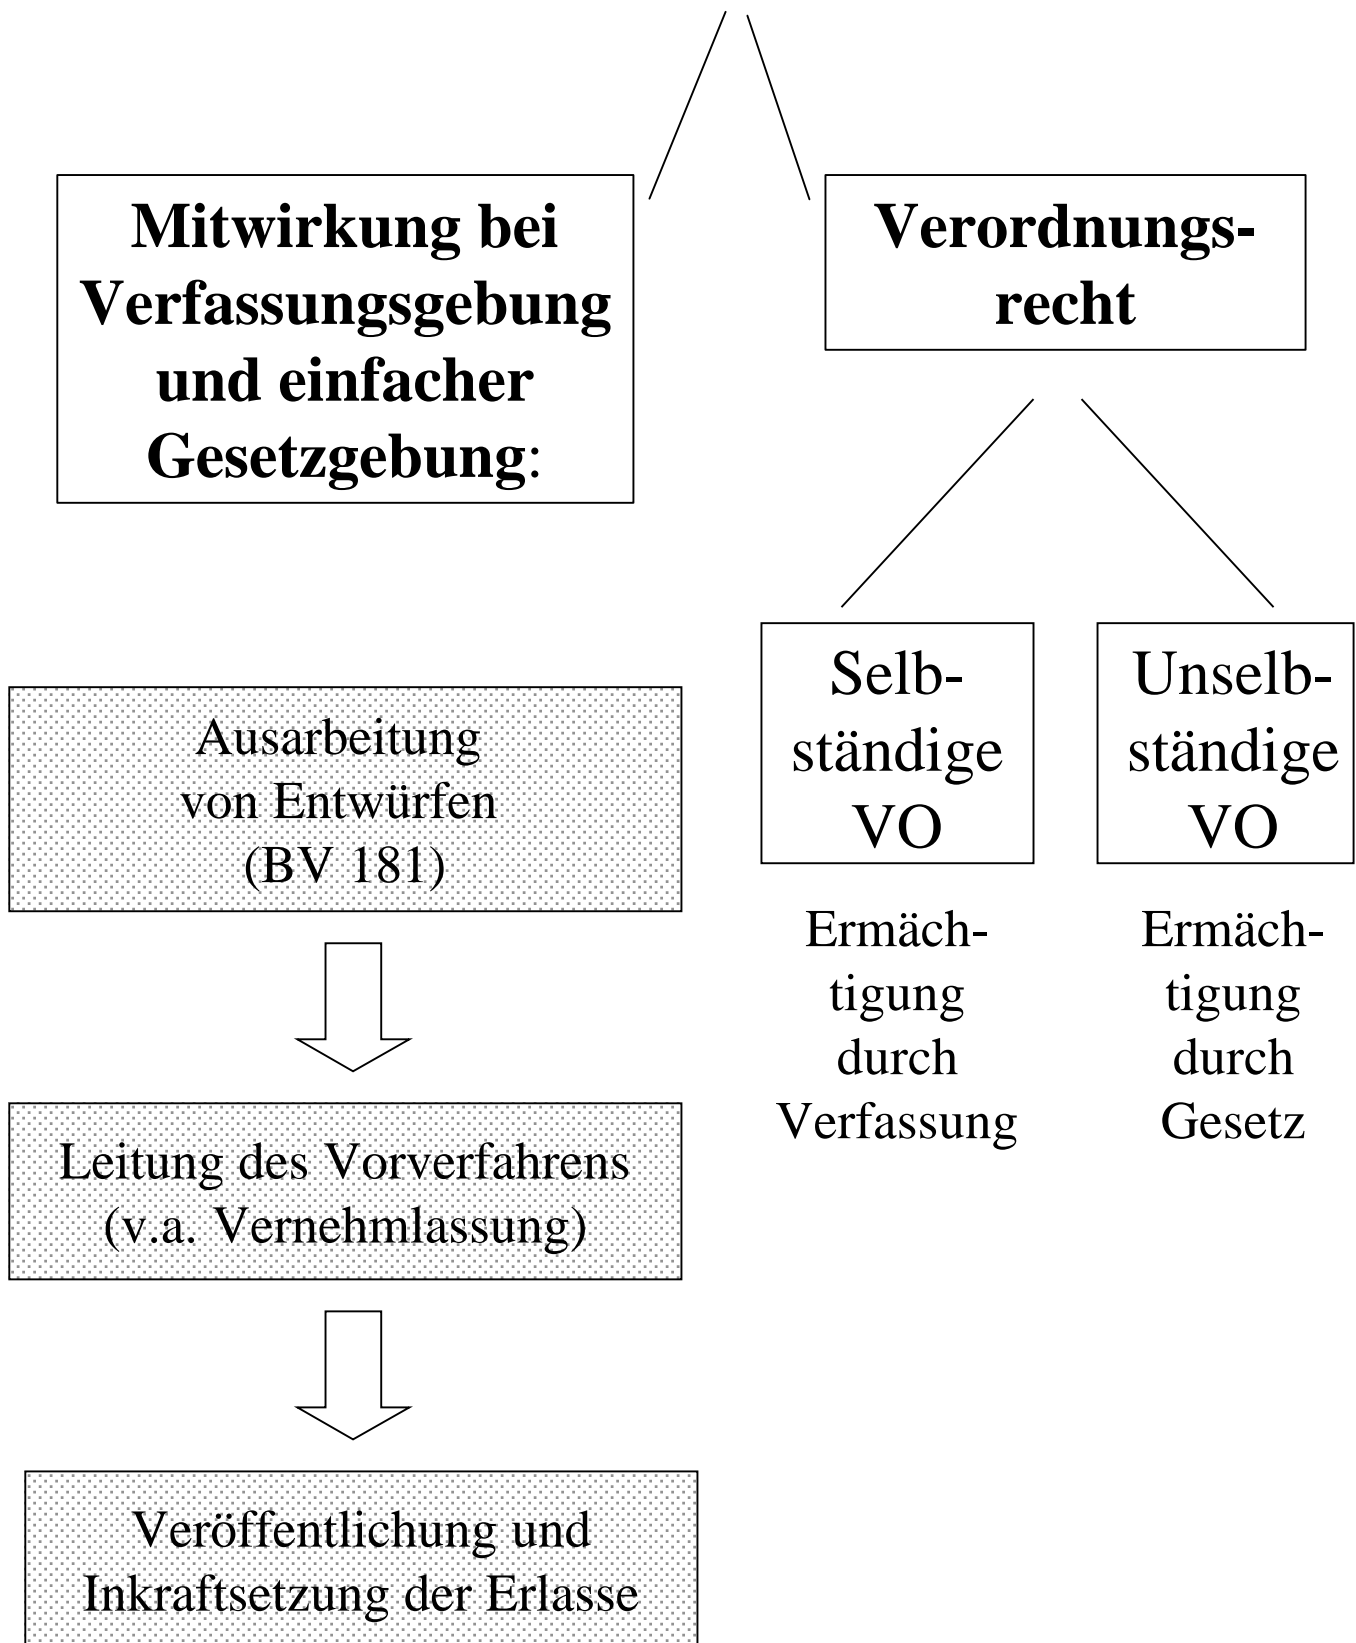 Mitwirkung bei
Verfassungsgebung
und einfacher
Gesetzgebung:
Verordnungs-
recht
Selb-
ständige
VO
Unselb-
ständige
VO
Ermäch-
tigung
durch
Verfassung
Ermäch-
tigung
durch
Gesetz
Ausarbeitung
von Entwürfen
(BV 181)
Leitung des Vorverfahrens
(v.a. Vernehmlassung)
Veröffentlichung und
Inkraftsetzung der Erlasse